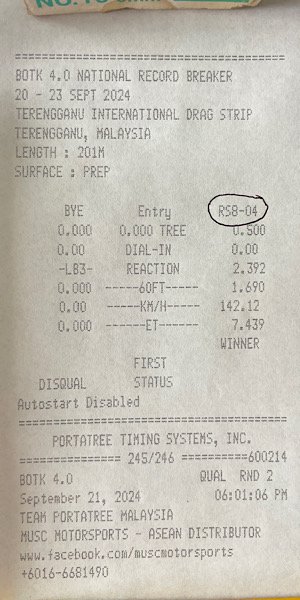 NO.10
==================================
BOTK 4.0 NATIONAL RECORD BREAKER
20 - 23 SEPT 2024
TERENGGANU INTERNATIONAL DRAG STRIP
TERENGGANU, MALAYSIA
LENGTH : 201M
SURFACE : PREP
BYE Entry RS8-04
0.000 0.000 TREE 0.500
0.00 DIAL-IN 0.00
-LB3- REACTION 2.392
0.000 ------60FT----- 1.690
0.00 ------KM/H----- 142.12
0.000 -------ET------ 7.439
WINNER
FIRST
DISQUAL STATUS
Autostart Disabled
==================================
PORTATREE TIMING SYSTEMS, INC.
============== 245/246 ==========600214
BOTK 4.0 QUAL RND 2
September 21, 2024 06:01:06 PM
TEAM PORTATREE MALAYSIA
MUSC MOTORSPORTS - ASEAN DISTRIBUTOR
www.facebook.com/muscmotorsports
+6016-6681490